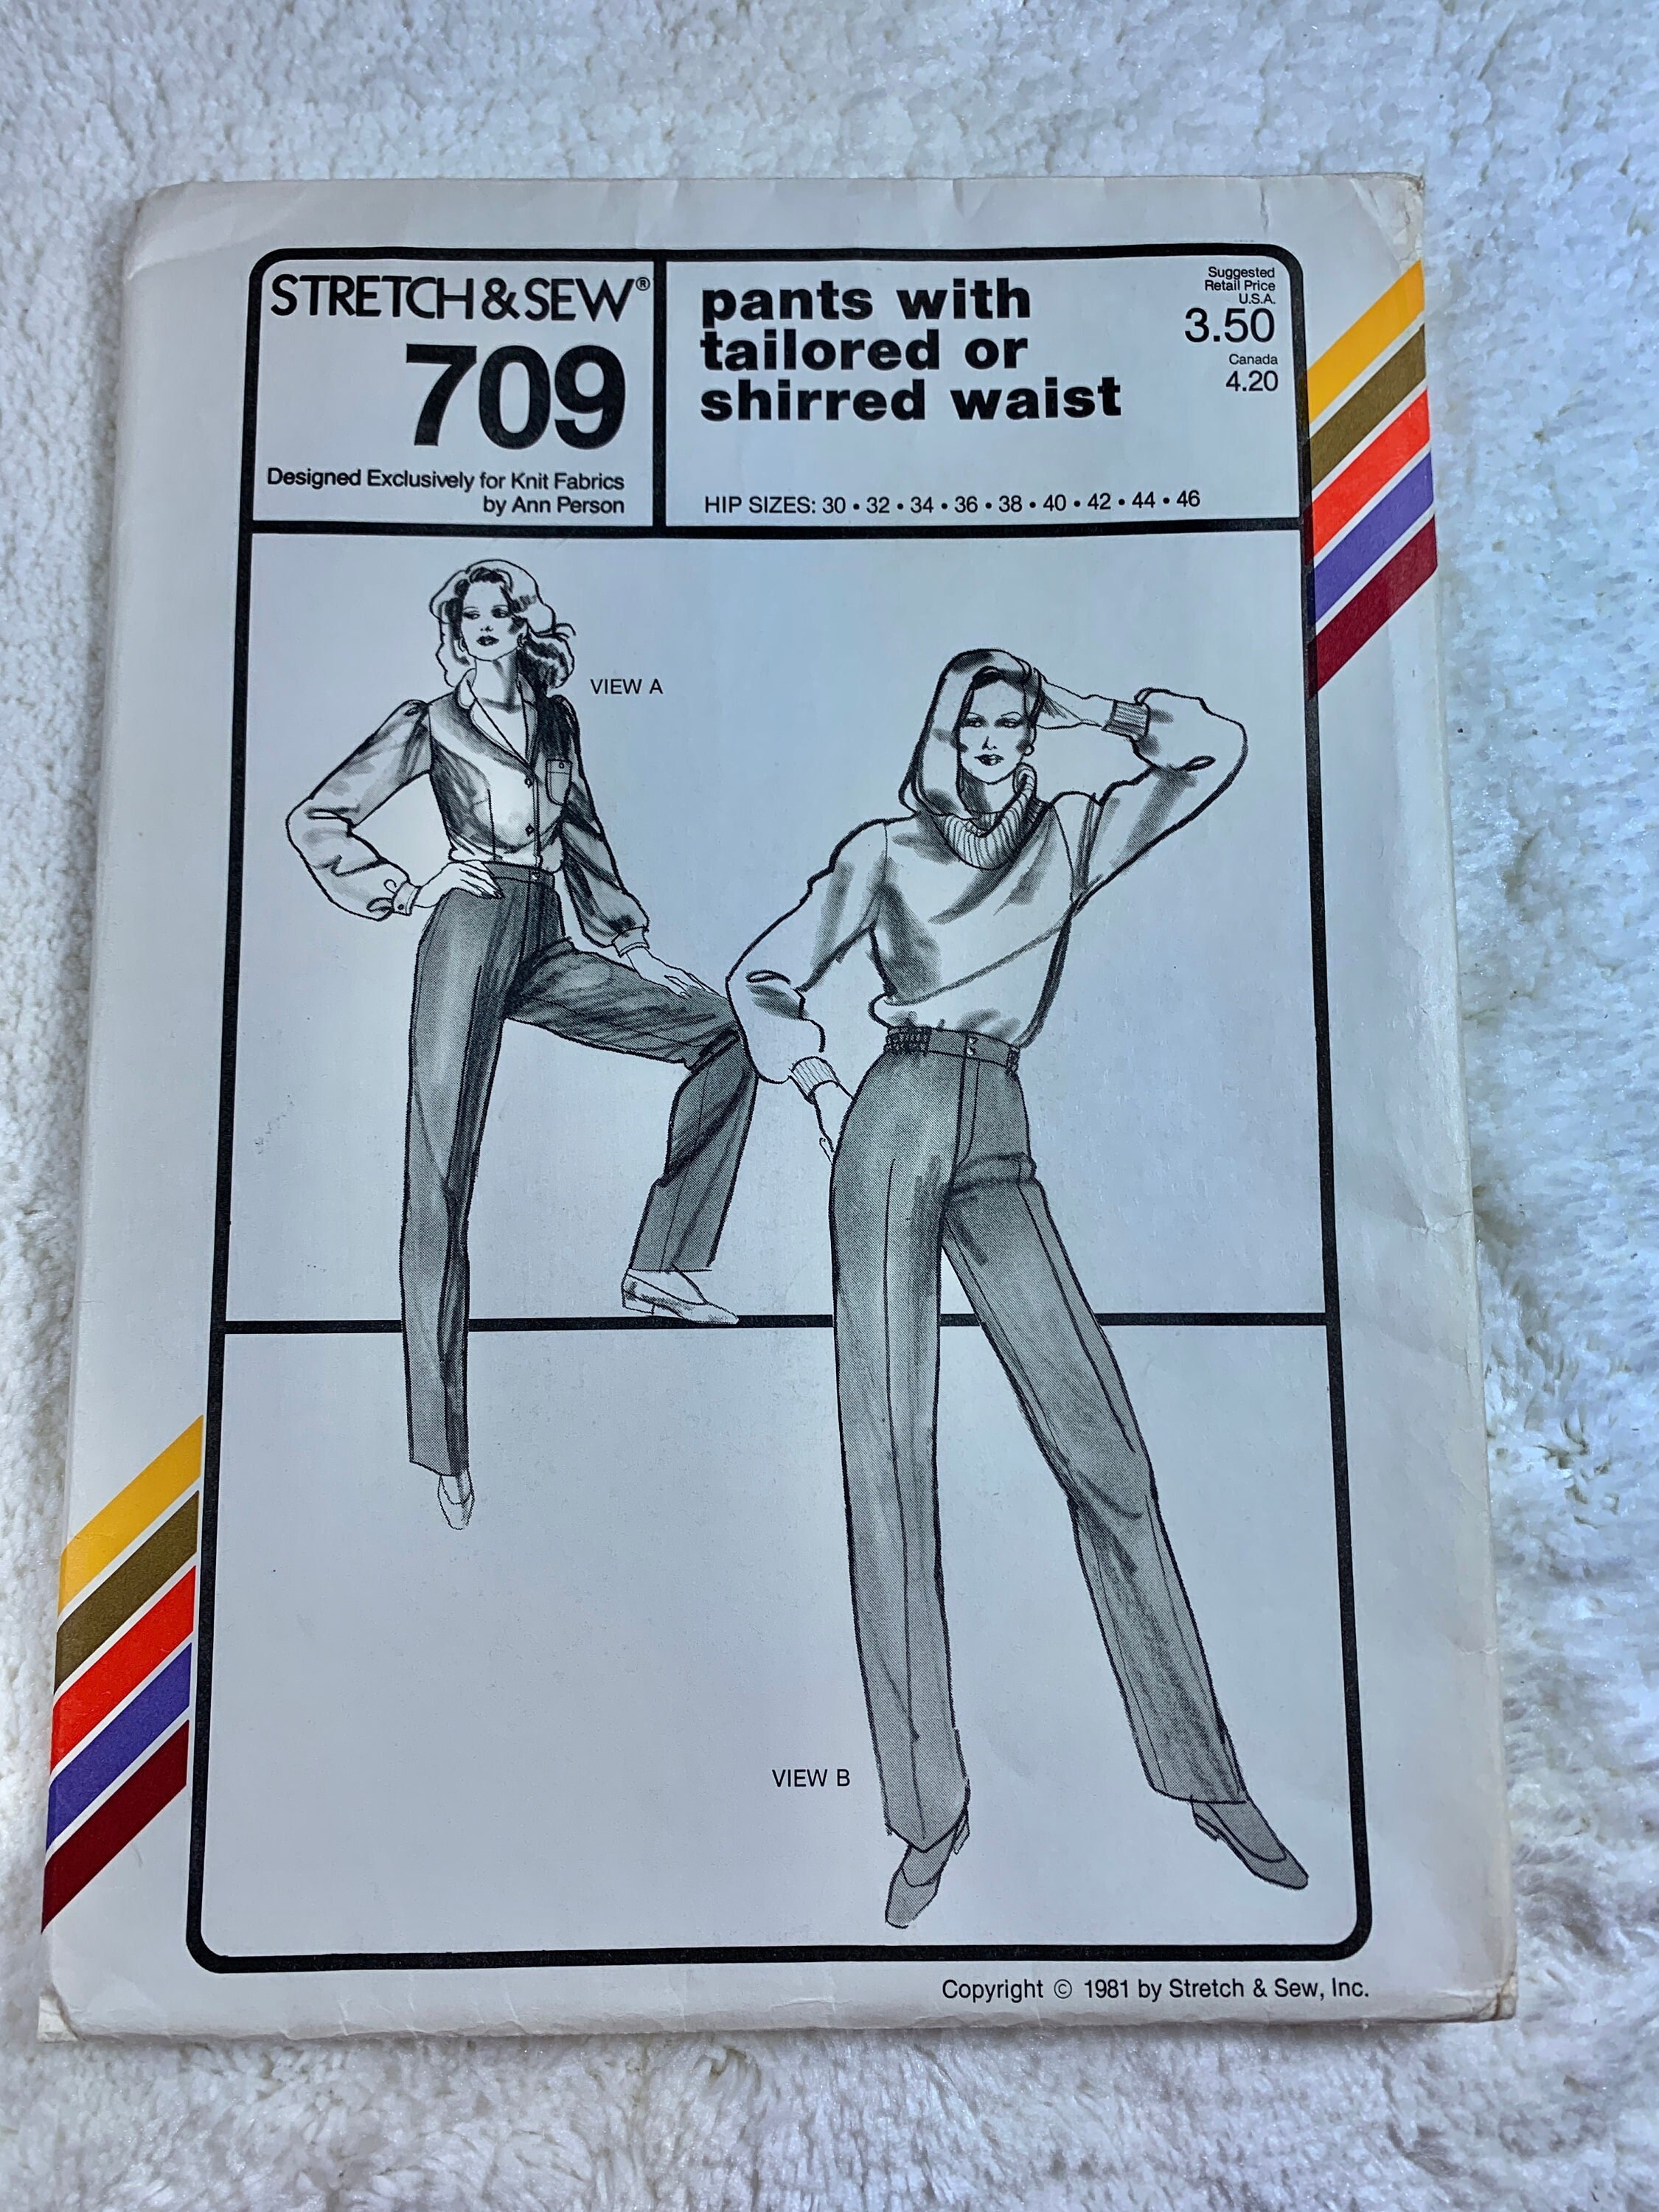 STRETCH&SEW®
709
Designed Exclusively for Knit Fabrics
by Ann Person
pants with
tailored or
shirred waist
HIP SIZES: 30 • 32 • 34 • 36 • 38 • 40 • 42 • 44 • 46
Suggested
Retail Price
U.S.A.
3.50
Canada
4.20
VIEW A
VIEW B
Copyright © 1981 by Stretch & Sew, Inc.